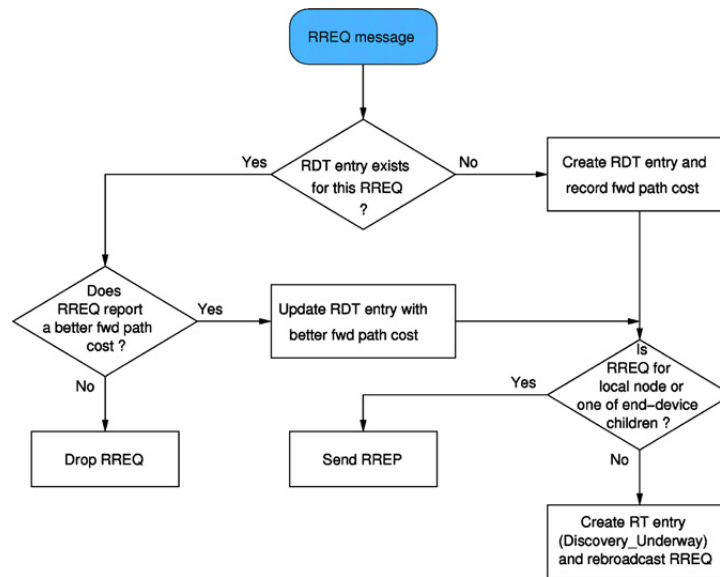 RREQ message
Yes
RDT entry exists
for this RREQ
?
No
Create RDT entry and
record fwd path cost
Does
RREQ report
a better fwd path
cost ?
Yes
Update RDT entry with
better fwd path cost
Is
RREQ for
local node or
one of end–device
children ?
No
Yes
Drop RREQ
Send RREP
No
Create RT entry
(Discovery_Underway)
and rebroadcast RREQ